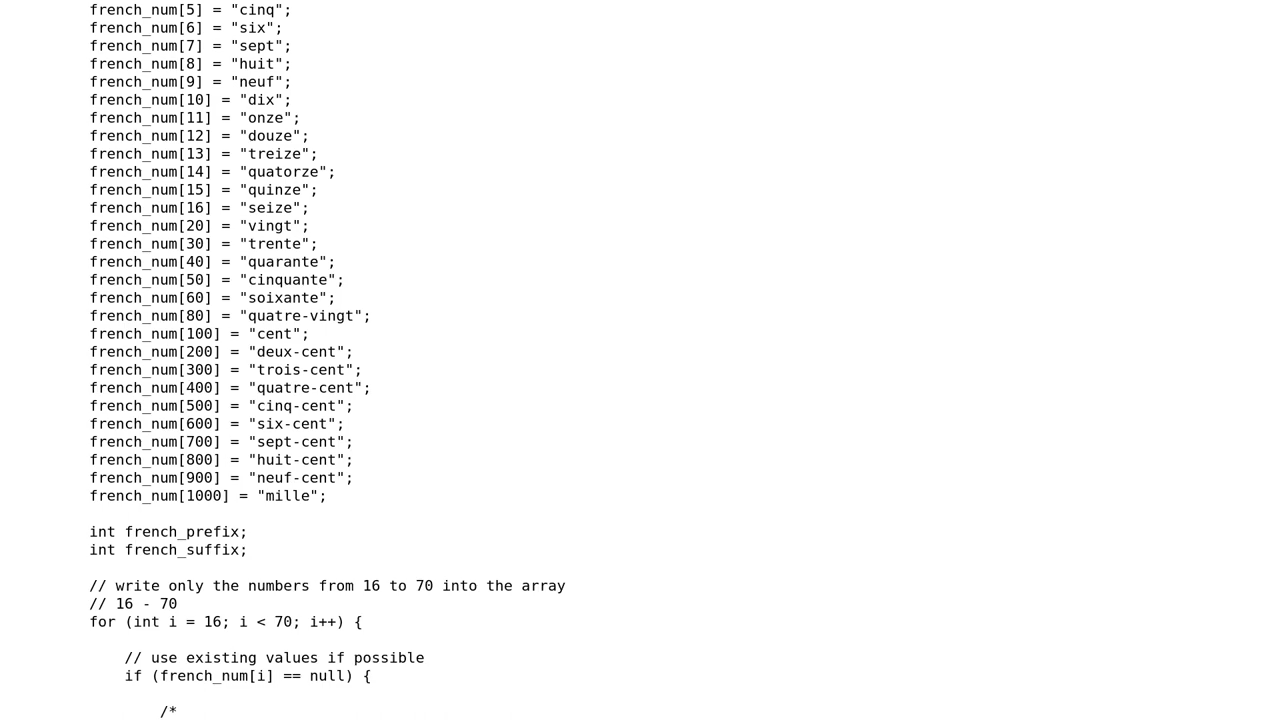 french_num[5] = "cinq";
french_num[6] = "six";
french_num[7] = "sept";
french_num[8] = "huit";
french_num[9] = "neuf";
french_num[10] = "dix";
french_num[11] = "onze";
french_num[12] = "douze";
french_num[13] = "treize";
french_num[14] = "quatorze";
french_num[15] = "quinze";
french_num[16] = "seize";
french_num[20] = "vingt";
french_num[30] = "trente";
french_num[40] = "quarante";
french_num[50] = "cinquante";
french_num[60] = "soixante";
french_num[80] = "quatre-vingt";
french_num[100] = "cent";
french_num[200] = "deux-cent";
french_num[300] = "trois-cent";
french_num[400] = "quatre-cent";
french_num[500] = "cinq-cent";
french_num[600] = "six-cent";
french_num[700] = "sept-cent";
french_num[800] = "huit-cent";
french_num[900] = "neuf-cent";
french_num[1000] = "mille";

int french_prefix;
int french_suffix;

// write only the numbers from 16 to 70 into the array
// 16 - 70
for (int i = 16; i < 70; i++) {

    // use existing values if possible
    if (french_num[i] == null) {

        /*